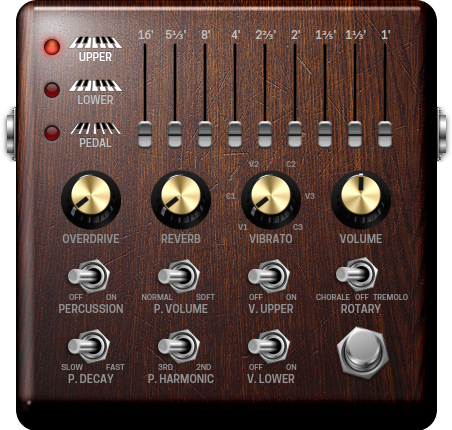 16' 5⅓' 8' 4' 2⅔' 2' 1⅗' 1⅓' 1'
UPPER
LOWER
PEDAL
V2 C2
C1 V3
V1 C3
OVERDRIVE REVERB VIBRATO VOLUME
OFF ON NORMAL SOFT OFF ON CHORALE OFF TREMOLO
PERCUSSION P. VOLUME V. UPPER ROTARY
SLOW FAST 3RD 2ND OFF ON
P. DECAY P. HARMONIC V. LOWER